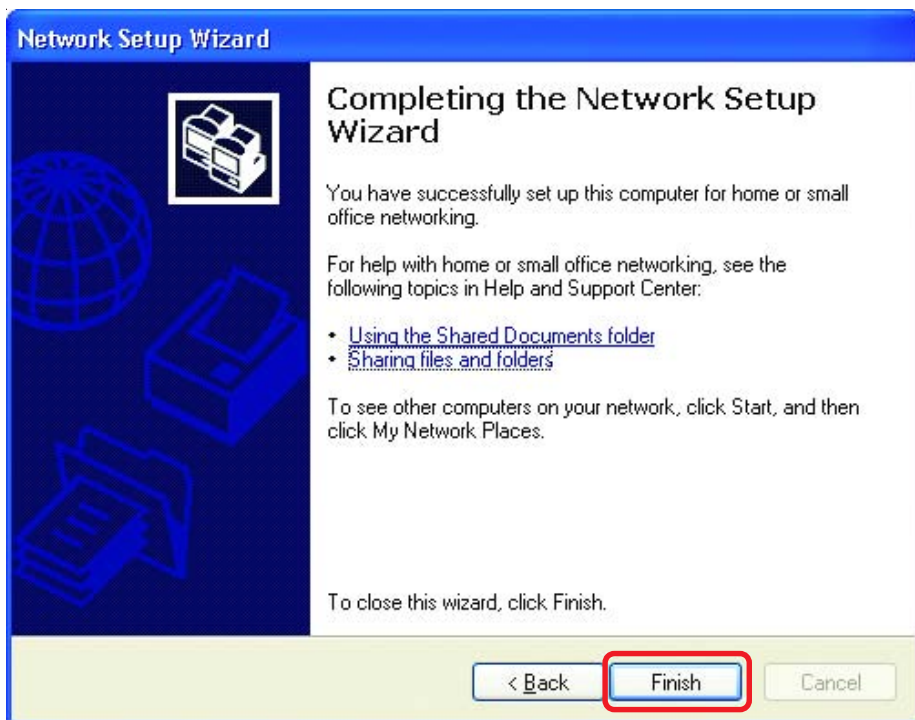 Network Setup Wizard
Completing the Network Setup
Wizard
You have successfully set up this computer for home or small
office networking.
For help with home or small office networking, see the
following topics in Help and Support Center:
• Using the Shared Documents folder
• Sharing files and folders
To see other computers on your network, click Start, and then
click My Network Places.
To close this wizard, click Finish.
< Back Finish Cancel